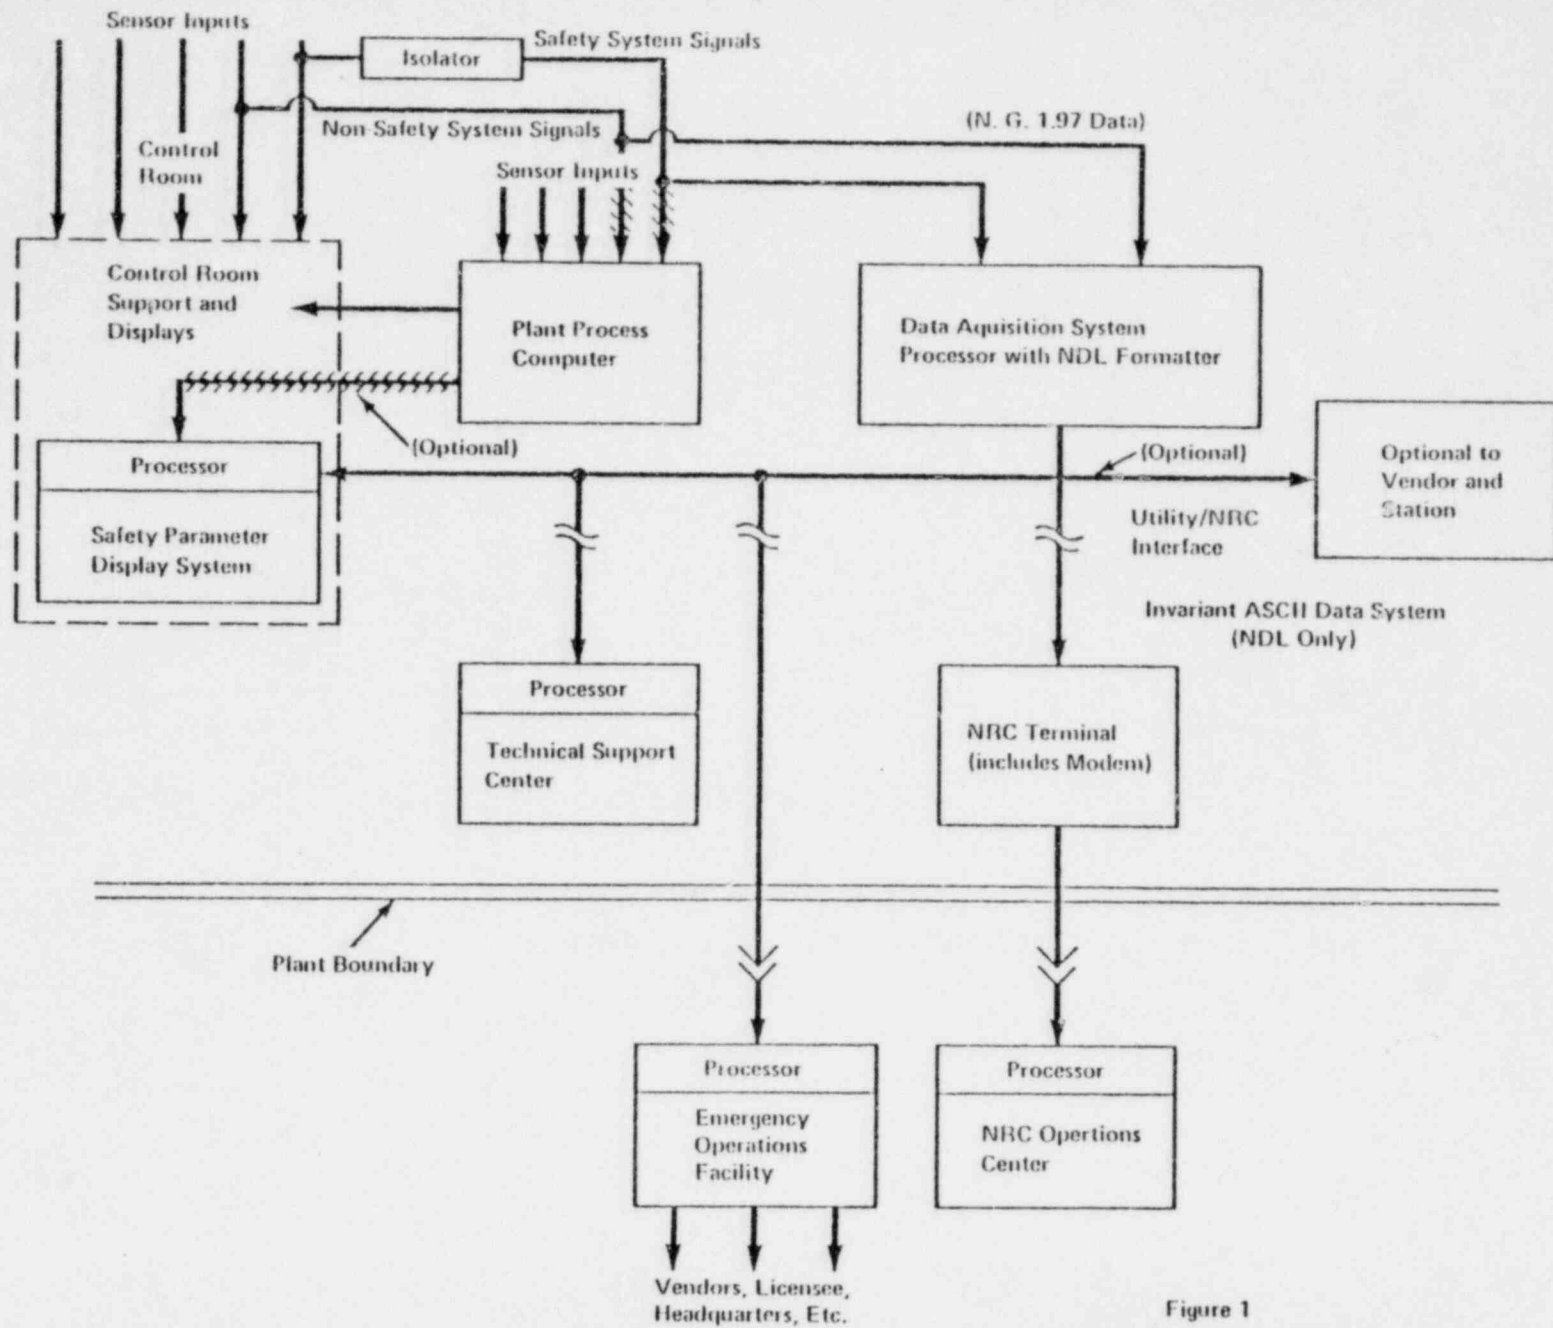 Sensor Inputs
Isolator
Safety System Signals
Non-Safety System Signals
(N. G. 1.97 Data)
Control
Room
Sensor Inputs
Control Room
Support and
Displays
Plant Process
Computer
Data Aquisition System
Processor with NDL Formatter
(Optional)
(Optional)
Optional to
Vendor and
Station
Processor
Safety Parameter
Display System
Utility/NRC
Interface
Invariant ASCII Data System
(NDL Only)
Processor
Technical Support
Center
NRC Terminal
(includes Modem)
Plant Boundary
Processor
Emergency
Operations
Facility
Processor
NRC Opertions
Center
Vendors, Licensee,
Headquarters, Etc.
Figure 1